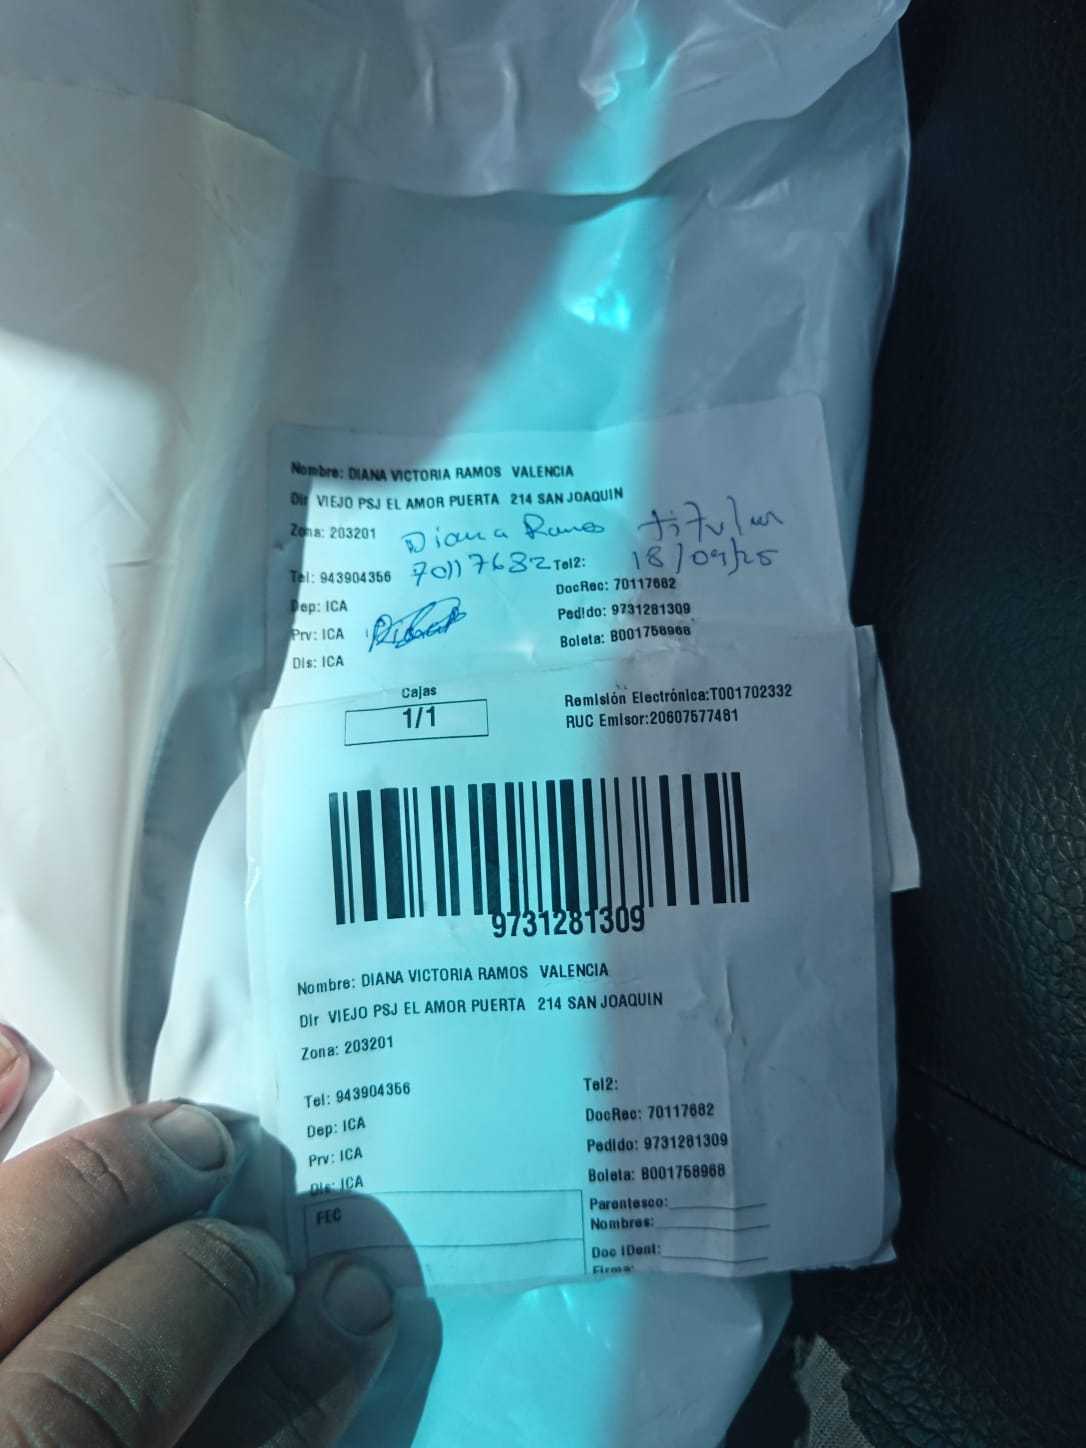 Nombre: DIANA VICTORIA RAMOS VALENCIA
Dir VIEJO PSJ EL AMOR PUERTA 214 SAN JOAQUIN
Zona: 203201
Diana Ramos titular
Tel: 943904356 70117682 Tel2: 18/09/25
DocRec: 70117682
Dep: ICA
Pedido: 9731281309
Prv: ICA
Boleta: B001758968
Dis: ICA
Cajas
1/1
Remisión Electrónica:T001702332
RUC Emisor:20607577481
9731281309
Nombre: DIANA VICTORIA RAMOS VALENCIA
Dir VIEJO PSJ EL AMOR PUERTA 214 SAN JOAQUIN
Zona: 203201
Tel: 943904356 Tel2:
Dep: ICA DocRec: 70117682
Prv: ICA Pedido: 9731281309
Dis: ICA Boleta: B001758968
FEC
Parentesco:
Nombres:
Doc IDent:
Firma: